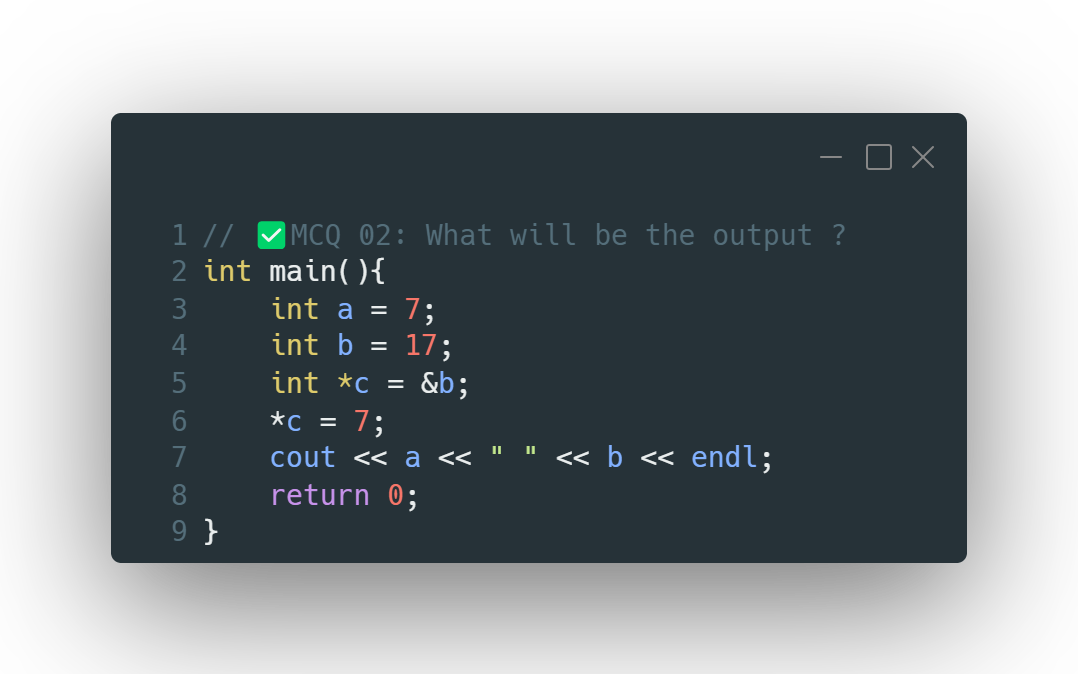 1 // ✅MCQ 02: What will be the output ?
2 int main(){
3     int a = 7;
4     int b = 17;
5     int *c = &b;
6     *c = 7;
7     cout << a << " " << b << endl;
8     return 0;
9 }